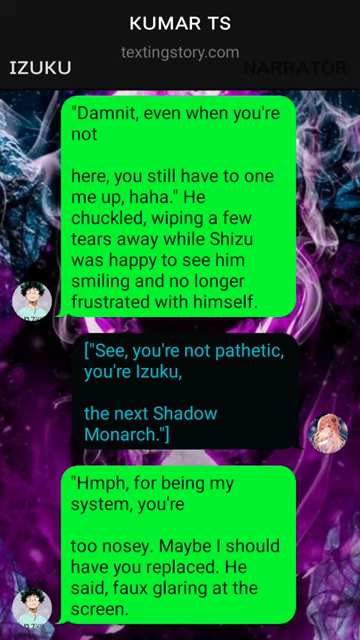 KUMAR TS
textingstory.com
IZUKU
NARRATOR
"Damnit, even when you're
not
here, you still have to one
me up, haha." He
chuckled, wiping a few
tears away while Shizu
was happy to see him
smiling and no longer
frustrated with himself.
["See, you're not pathetic,
you're Izuku,
the next Shadow
Monarch."]
"Hmph, for being my
system, you're
too nosey. Maybe I should
have you replaced. He
said, faux glaring at the
screen.